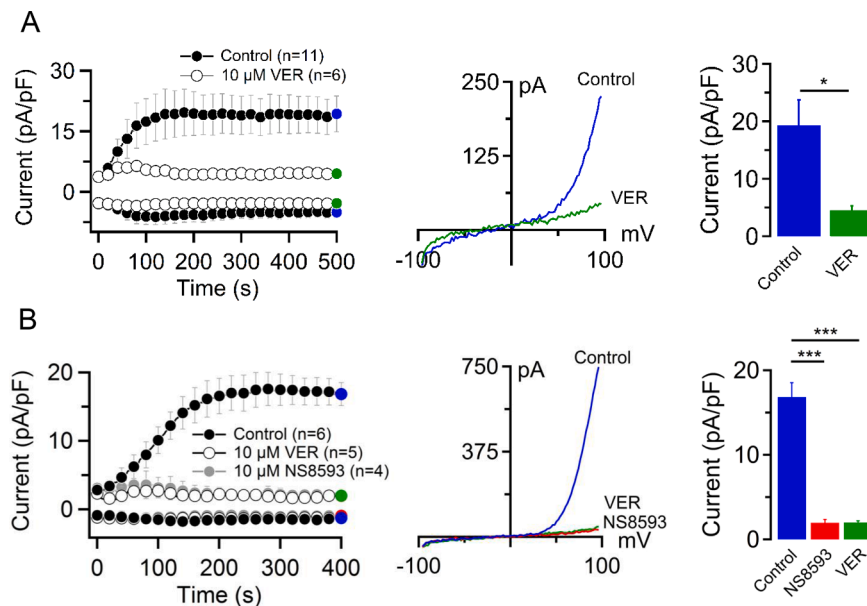 A
Control (n=11)
10 µM VER (n=6)
Current (pA/pF)
30
15
0
0 100 200 300 400 500
Time (s)
pA
250
125
Control
VER
-100
mV
100
*
Current (pA/pF)
30
20
10
0
Control
VER
B
Current (pA/pF)
20
10
0
Control (n=6)
10 µM VER (n=5)
10 µM NS8593 (n=4)
0 100 200 300 400
Time (s)
750
pA
375
Control
VER
NS8593
-100
mV
100
***
***
Current (pA/pF)
20
10
0
Control
NS8593
VER